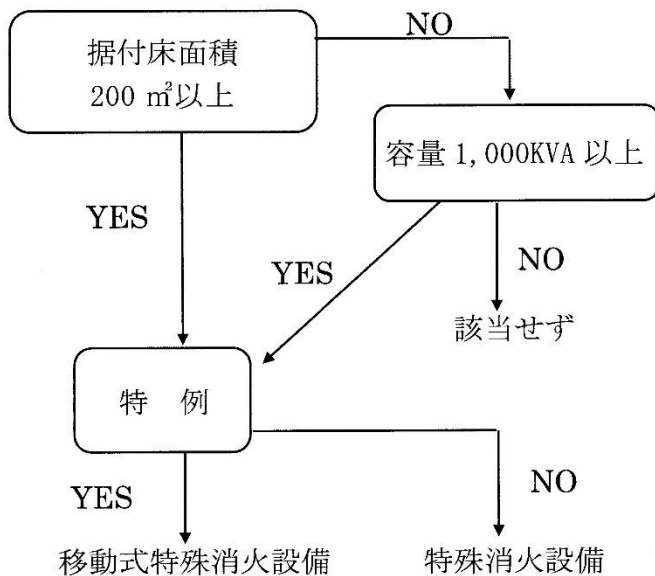 据付床面積
200 ㎡以上
NO
容量 1,000KVA 以上
YES
YES
NO
該当せず
特 例
YES
NO
移動式特殊消火設備
特殊消火設備